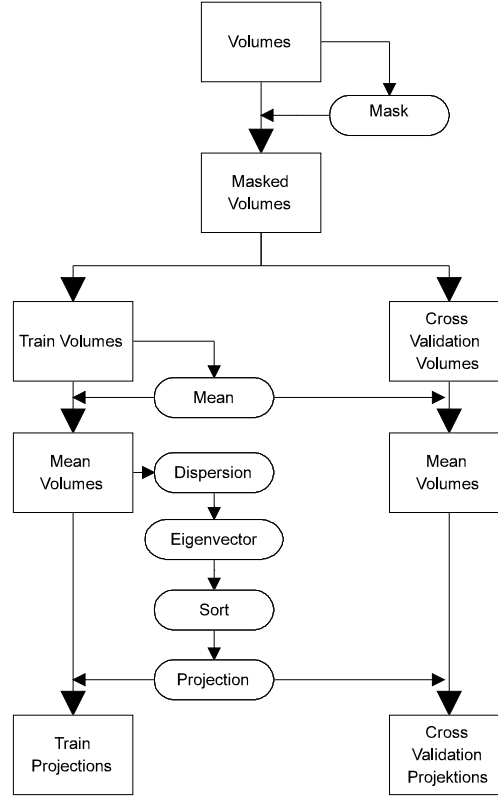 Volumes
Mask
Masked
Volumes
Train Volumes
Cross
Validation
Volumes
Mean
Mean
Volumes
Dispersion
Mean
Volumes
Eigenvector
Sort
Projection
Train
Projections
Cross
Validation
Projektions